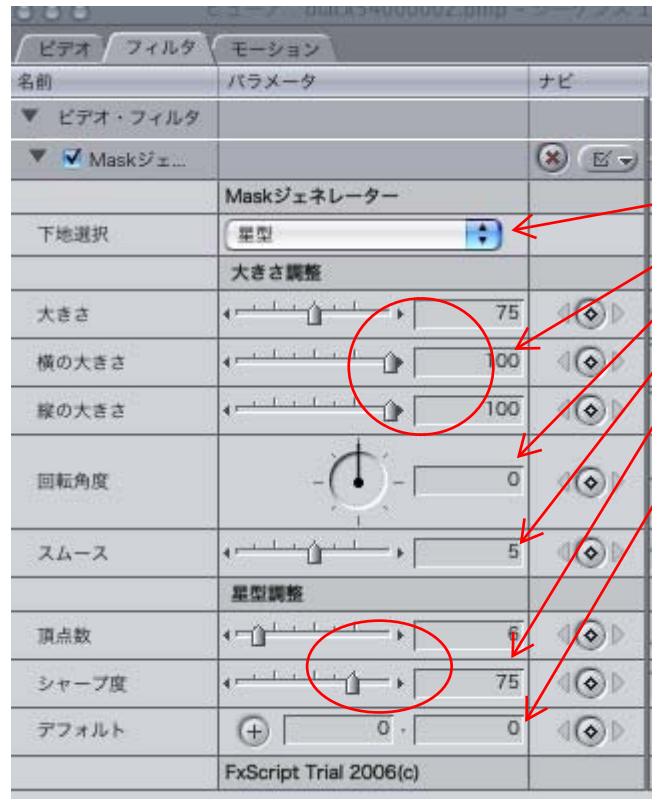 ビデオ フィルタ モーション
名前 パラメータ ナビ
ビデオ・フィルタ
Maskジェ...
Maskジェネレーター
下地選択 星型
大きさ調整
大きさ 75
横の大きさ 100
縦の大きさ 100
回転角度 0
スムース 5
星型調整
頂点数 6
シャープ度 75
デフォルト 0 . 0
FxScript Trial 2006(c)